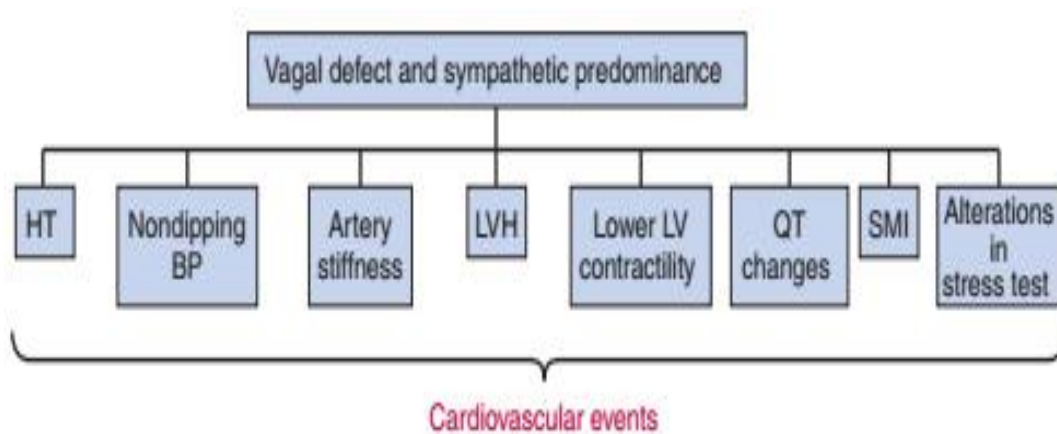 Vagal defect and sympathetic predominance
HT
Nondipping
BP
Artery
stiffness
LVH
Lower LV
contractility
QT
changes
SMI
Alterations
in
stress test
Cardiovascular events